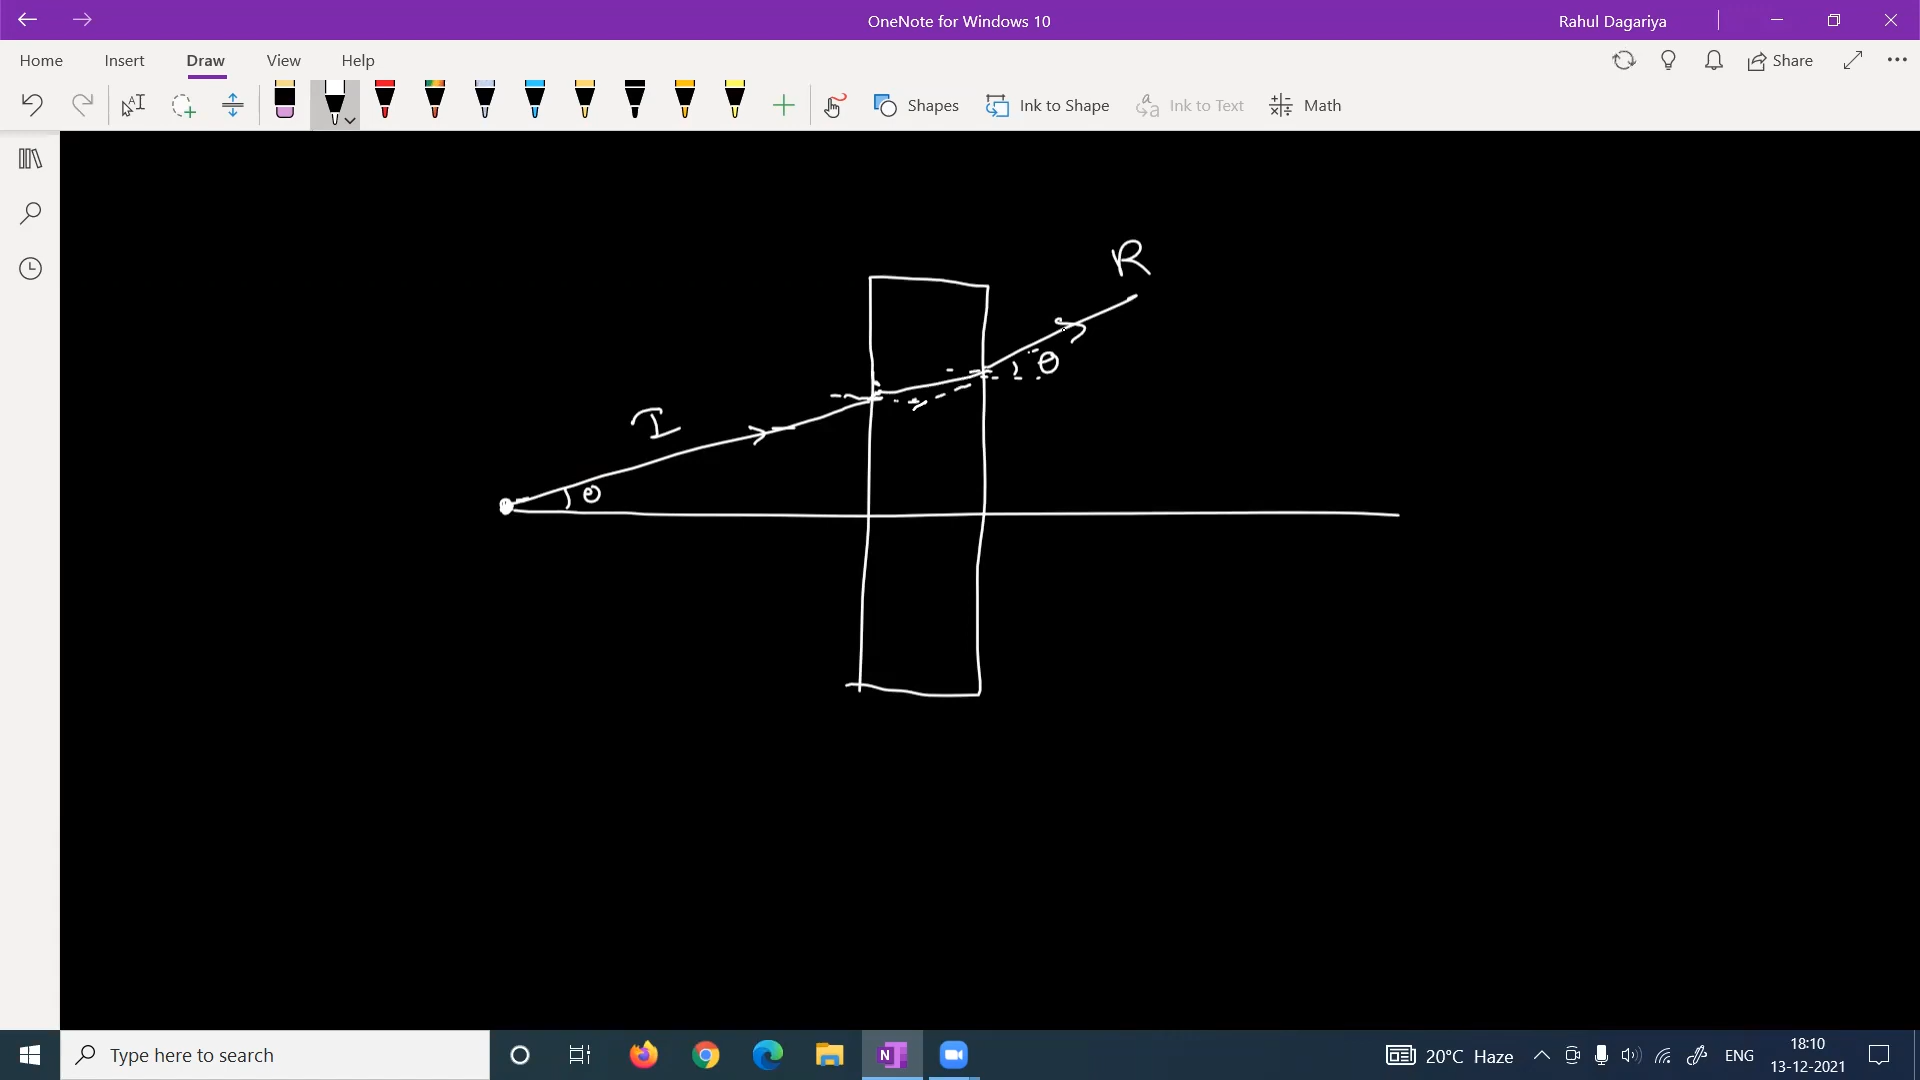 OneNote for Windows 10
Rahul Dagariya
Home Insert Draw View Help
Share
Shapes Ink to Shape Ink to Text Math
R
θ
I
θ
Type here to search
20°C Haze
ENG
18:10
13-12-2021